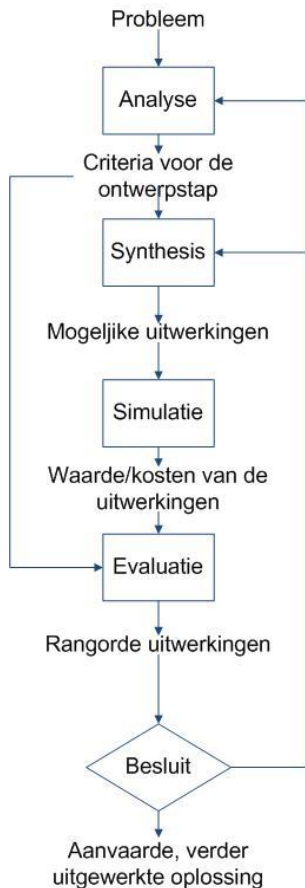 Probleem
Analyse
Criteria voor de
ontwerpstap
Synthesis
Mogeljike uitwerkingen
Simulatie
Waarde/kosten van de
uitwerkingen
Evaluatie
Rangorde uitwerkingen
Besluit
Aanvaarde, verder
uitgewerkte oplossing